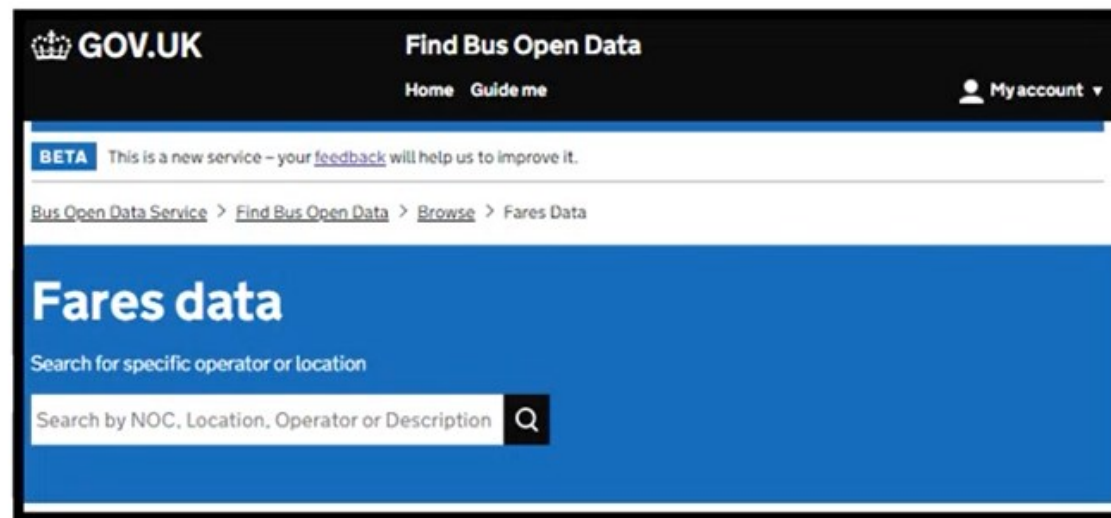 GOV.UK Find Bus Open Data
Home Guide me My account
BETA This is a new service – your feedback will help us to improve it.
Bus Open Data Service > Find Bus Open Data > Browse > Fares Data
Fares data
Search for specific operator or location
Search by NOC, Location, Operator or Description